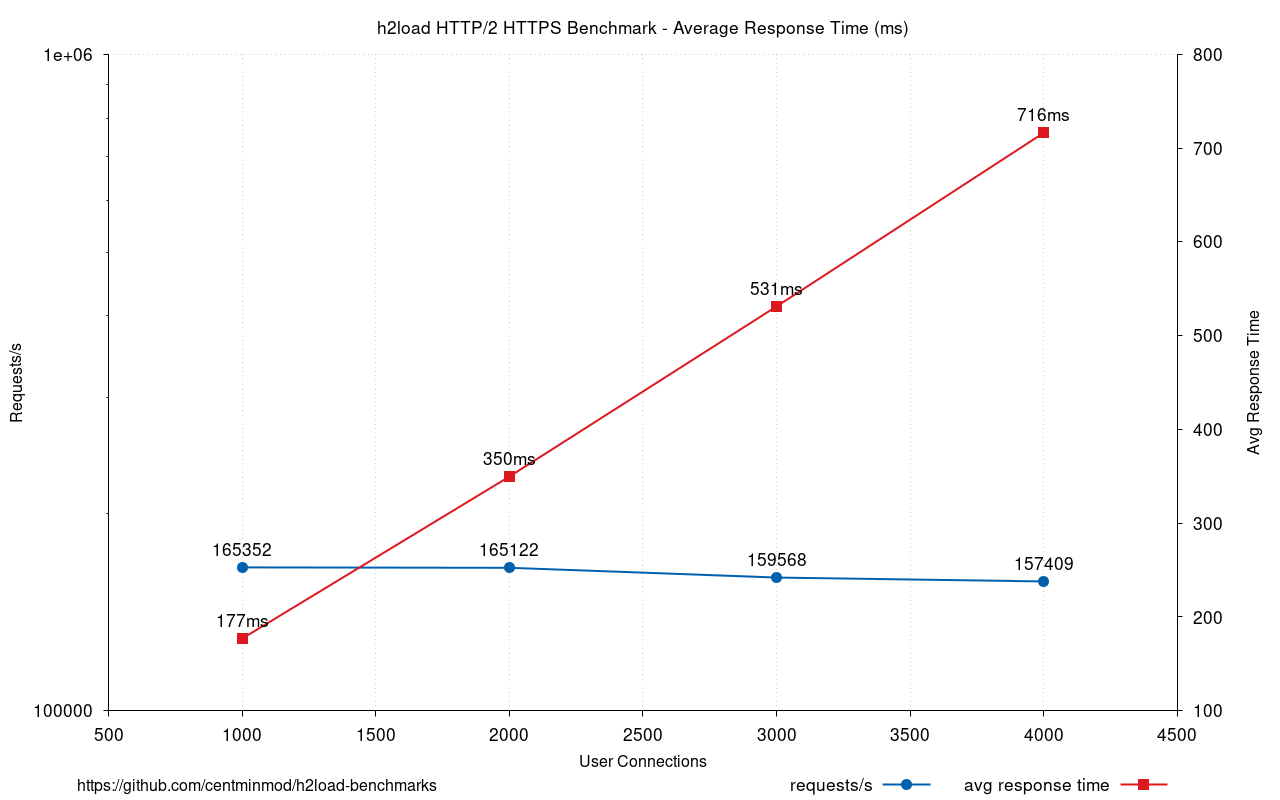 h2load HTTP/2 HTTPS Benchmark - Average Response Time (ms)
1e+06
100000
Requests/s
800
700
600
500
400
300
200
100
Avg Response Time
716ms
531ms
350ms
177ms
165352
165122
159568
157409
500 1000 1500 2000 2500 3000 3500 4000 4500
User Connections
https://github.com/centminmod/h2load-benchmarks
requests/s avg response time